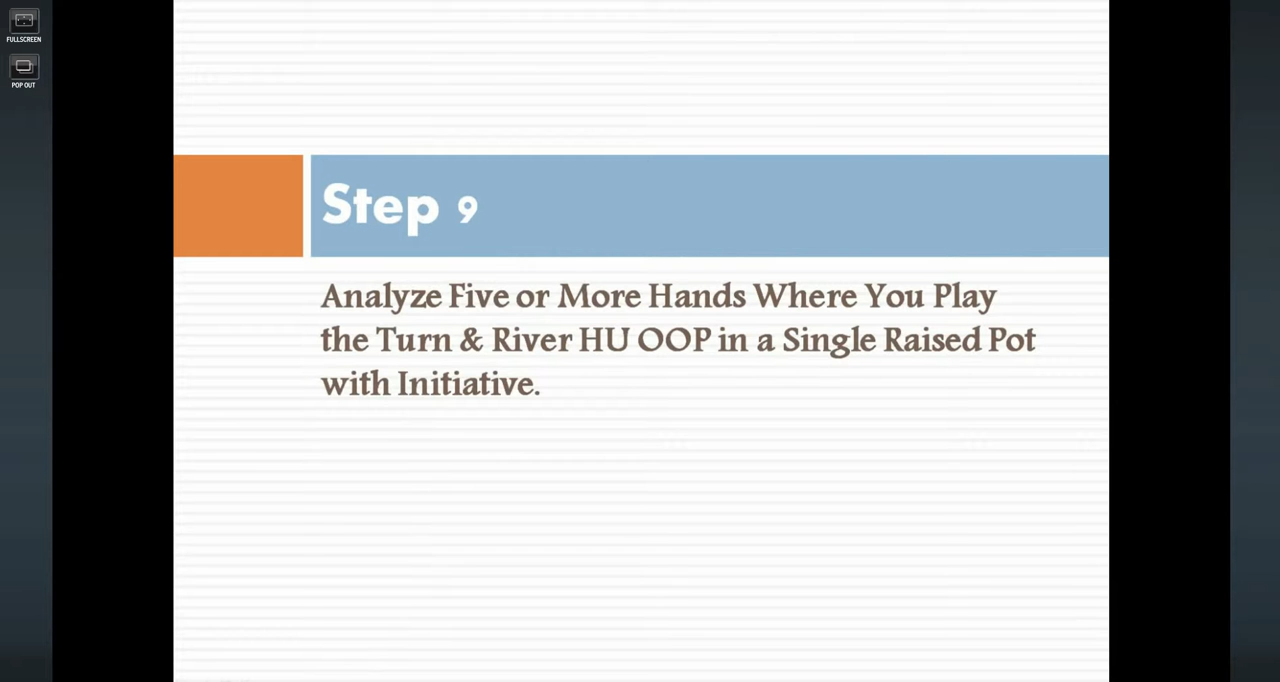 FULLSCREEN
POP OUT
Step 9
Analyze Five or More Hands Where You Play
the Turn & River HU OOP in a Single Raised Pot
with Initiative.